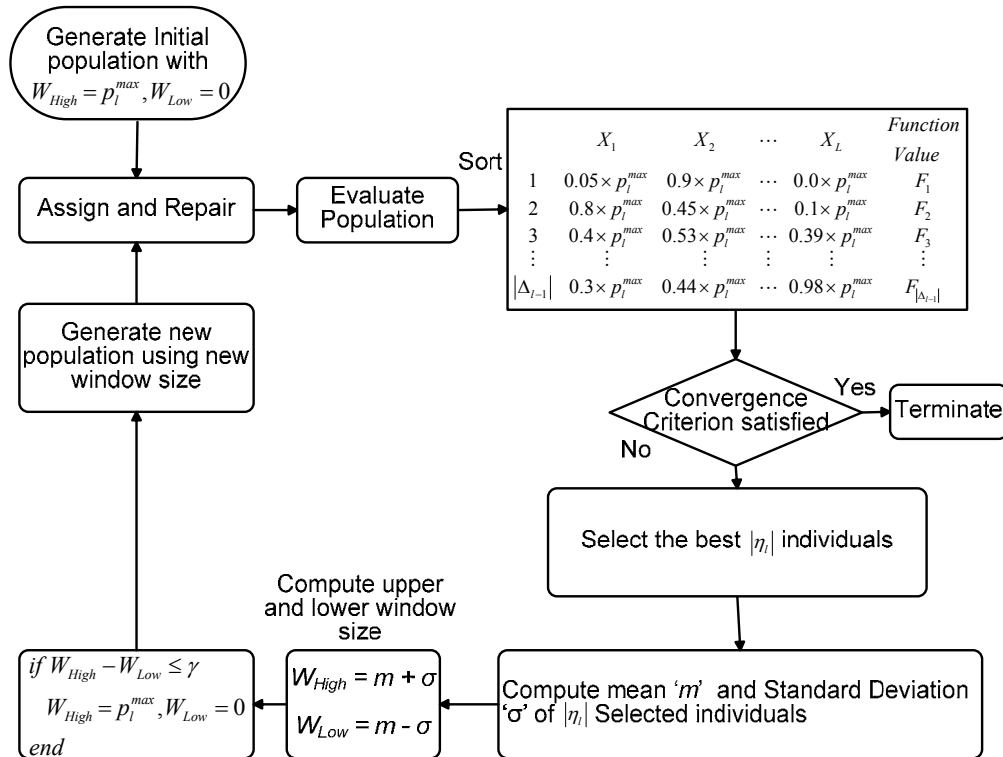 Generate Initial
population with
W_High = p_l^max, W_Low = 0
Assign and Repair
Evaluate
Population
Sort
X_1 X_2 ⋯ X_L Function
Value
1 0.05 × p_l^max 0.9 × p_l^max ⋯ 0.0 × p_l^max F_1
2 0.8 × p_l^max 0.45 × p_l^max ⋯ 0.1 × p_l^max F_2
3 0.4 × p_l^max 0.53 × p_l^max ⋯ 0.39 × p_l^max F_3
⋮ ⋮ ⋮ ⋮ ⋮
|Δ_{l-1}| 0.3 × p_l^max 0.44 × p_l^max ⋯ 0.98 × p_l^max F_{|Δ_{l-1}|}
Generate new
population using new
window size
Convergence
Criterion satisfied
Yes
Terminate
No
Select the best |η_l| individuals
Compute mean ‘m’ and Standard Deviation
‘σ’ of |η_l| Selected individuals
Compute upper
and lower window
size
W_High = m + σ
W_Low = m - σ
if W_High − W_Low ≤ γ
W_High = p_l^max, W_Low = 0
end